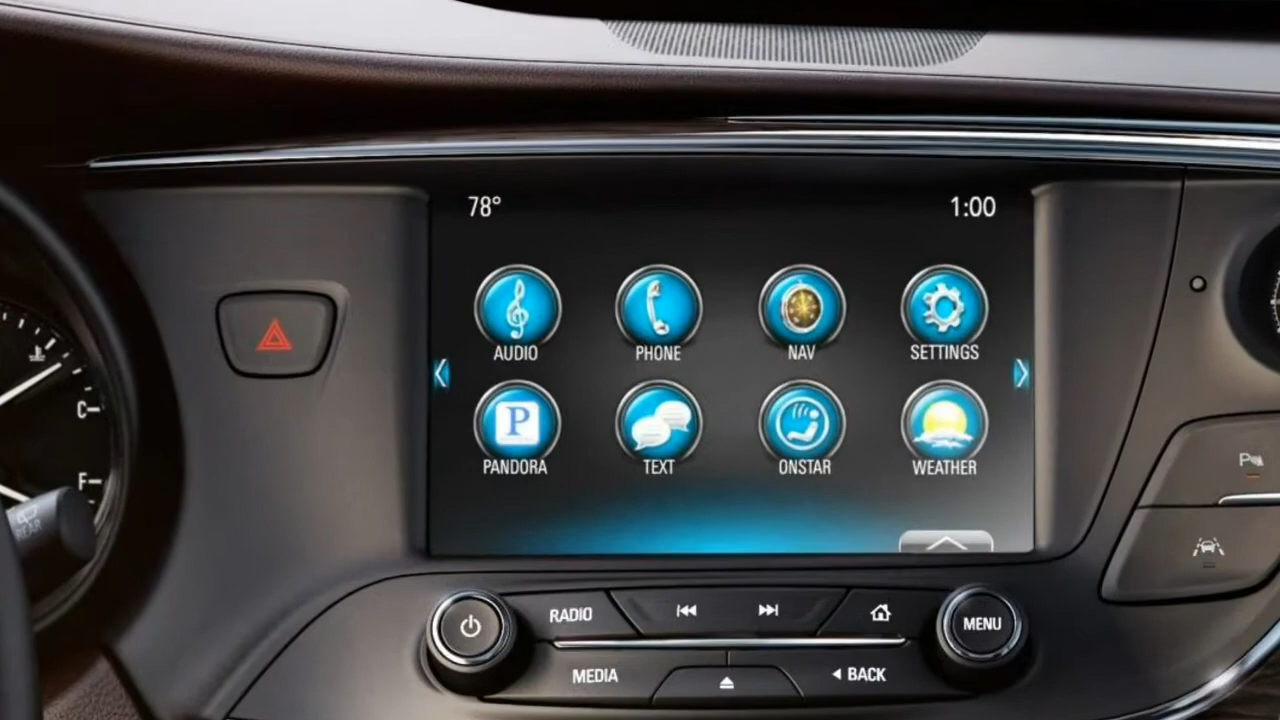 78° 1:00
AUDIO PHONE NAV SETTINGS
C
P PANDORA TEXT ONSTAR WEATHER
F
REAR
RADIO
MENU
MEDIA
BACK
P